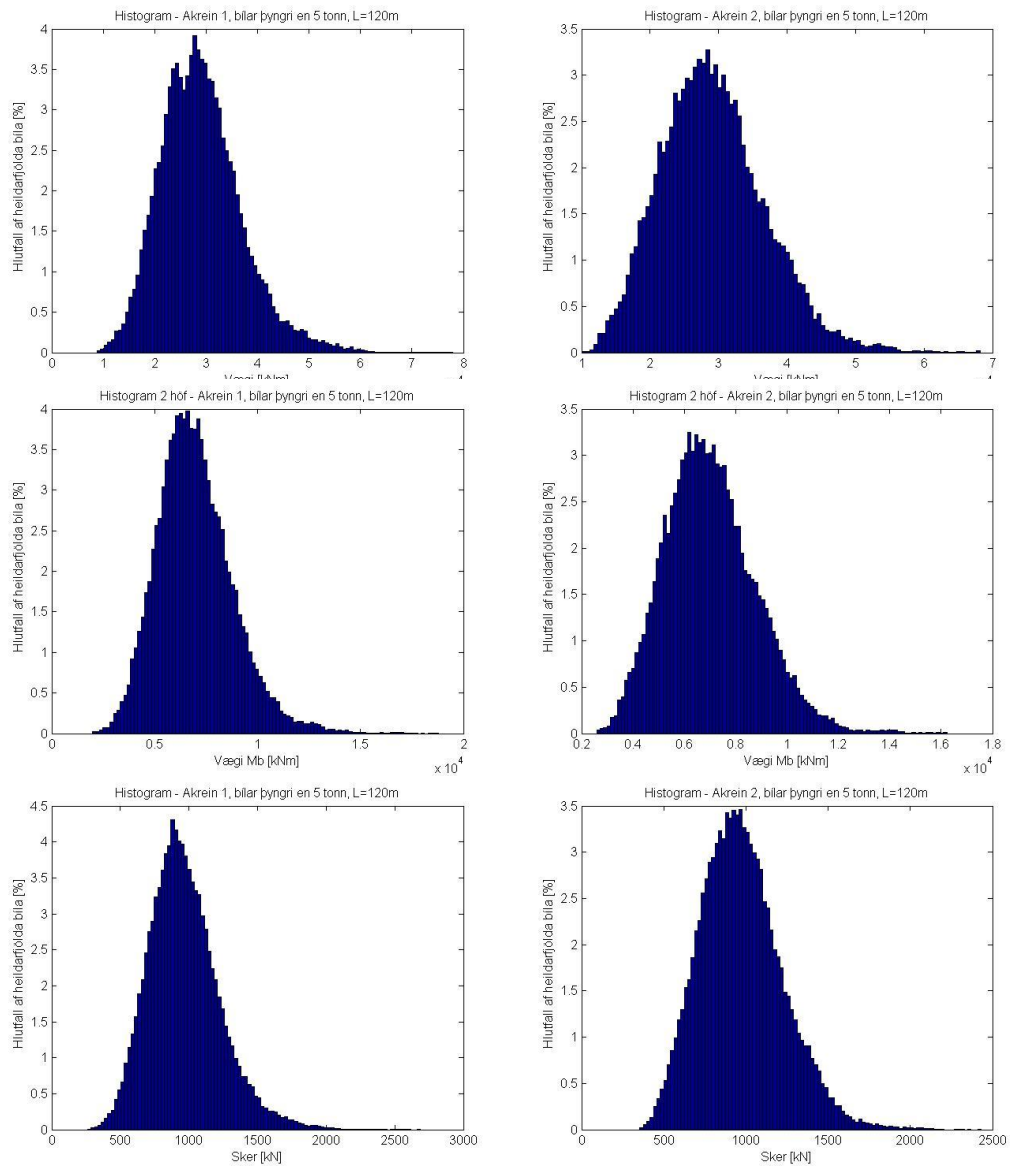 Histogram - Akrein 1, bílar þyngri en 5 tonn, L=120m
Hlutfall af heildarfjölda bíla [%]
4
3.5
3
2.5
2
1.5
1
0.5
0
0 1 2 3 4 5 6 7 8
Vægi [kNm]
4
Histogram - Akrein 2, bílar þyngri en 5 tonn, L=120m
Hlutfall af heildarfjölda bíla [%]
3.5
3
2.5
2
1.5
1
0.5
0
1 2 3 4 5 6 7
Vægi [kNm]
4
Histogram 2 höf - Akrein 1, bílar þyngri en 5 tonn, L=120m
Hlutfall af heildarfjölda bíla [%]
4
3.5
3
2.5
2
1.5
1
0.5
0
0 0.5 1 1.5 2
Vægi Mb [kNm]
x 10^4
Histogram 2 höf - Akrein 2, bílar þyngri en 5 tonn, L=120m
Hlutfall af heildarfjölda bíla [%]
3.5
3
2.5
2
1.5
1
0.5
0
0.2 0.4 0.6 0.8 1 1.2 1.4 1.6 1.8
Vægi Mb [kNm]
x 10^4
Histogram - Akrein 1, bílar þyngri en 5 tonn, L=120m
Hlutfall af heildarfjölda bíla [%]
4.5
4
3.5
3
2.5
2
1.5
1
0.5
0
0 500 1000 1500 2000 2500 3000
Sker [kN]
Histogram - Akrein 2, bílar þyngri en 5 tonn, L=120m
Hlutfall af heildarfjölda bíla [%]
3.5
3
2.5
2
1.5
1
0.5
0
0 500 1000 1500 2000 2500
Sker [kN]